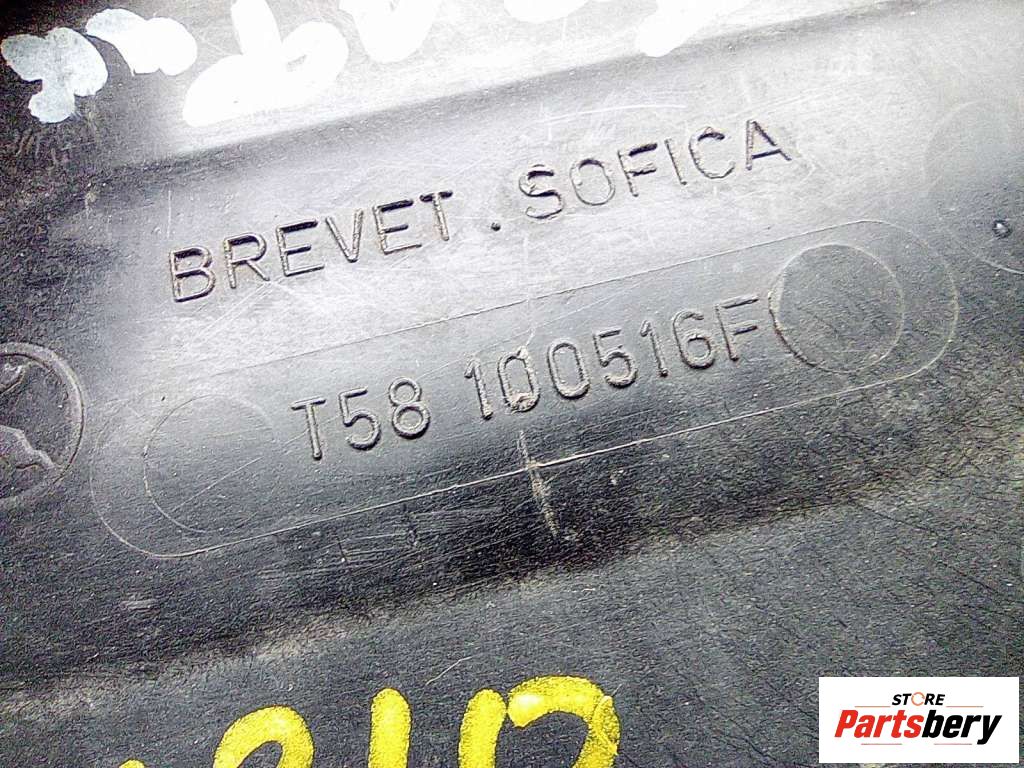 BREVET . SOFICA
T58 100516F
STORE
Partsbery